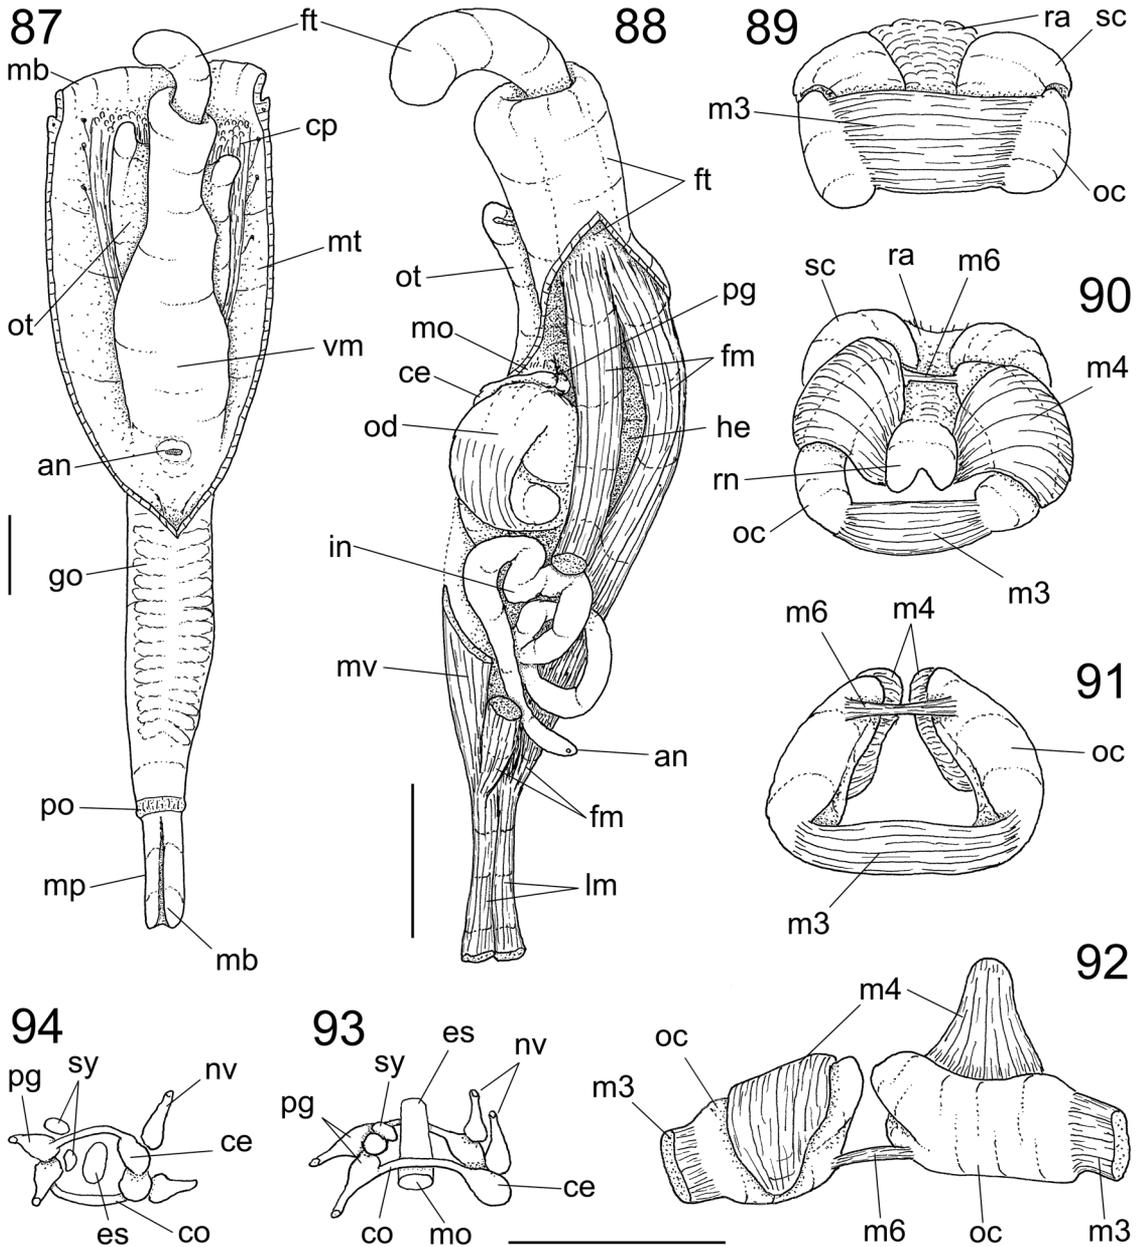 87
ft
mb
cp
mt
ot
vm
an
go
po
mp
mb
88
ft
ot
pg
mo
fm
ce
od
he
in
mv
an
fm
lm
89
ra
sc
m3
oc
90
sc
ra
m6
m4
rn
oc
m3
91
m6
m4
oc
m3
92
m4
oc
m3
m6
oc
m3
94
sy
pg
nv
ce
es
co
93
es
sy
nv
pg
ce
co
mo